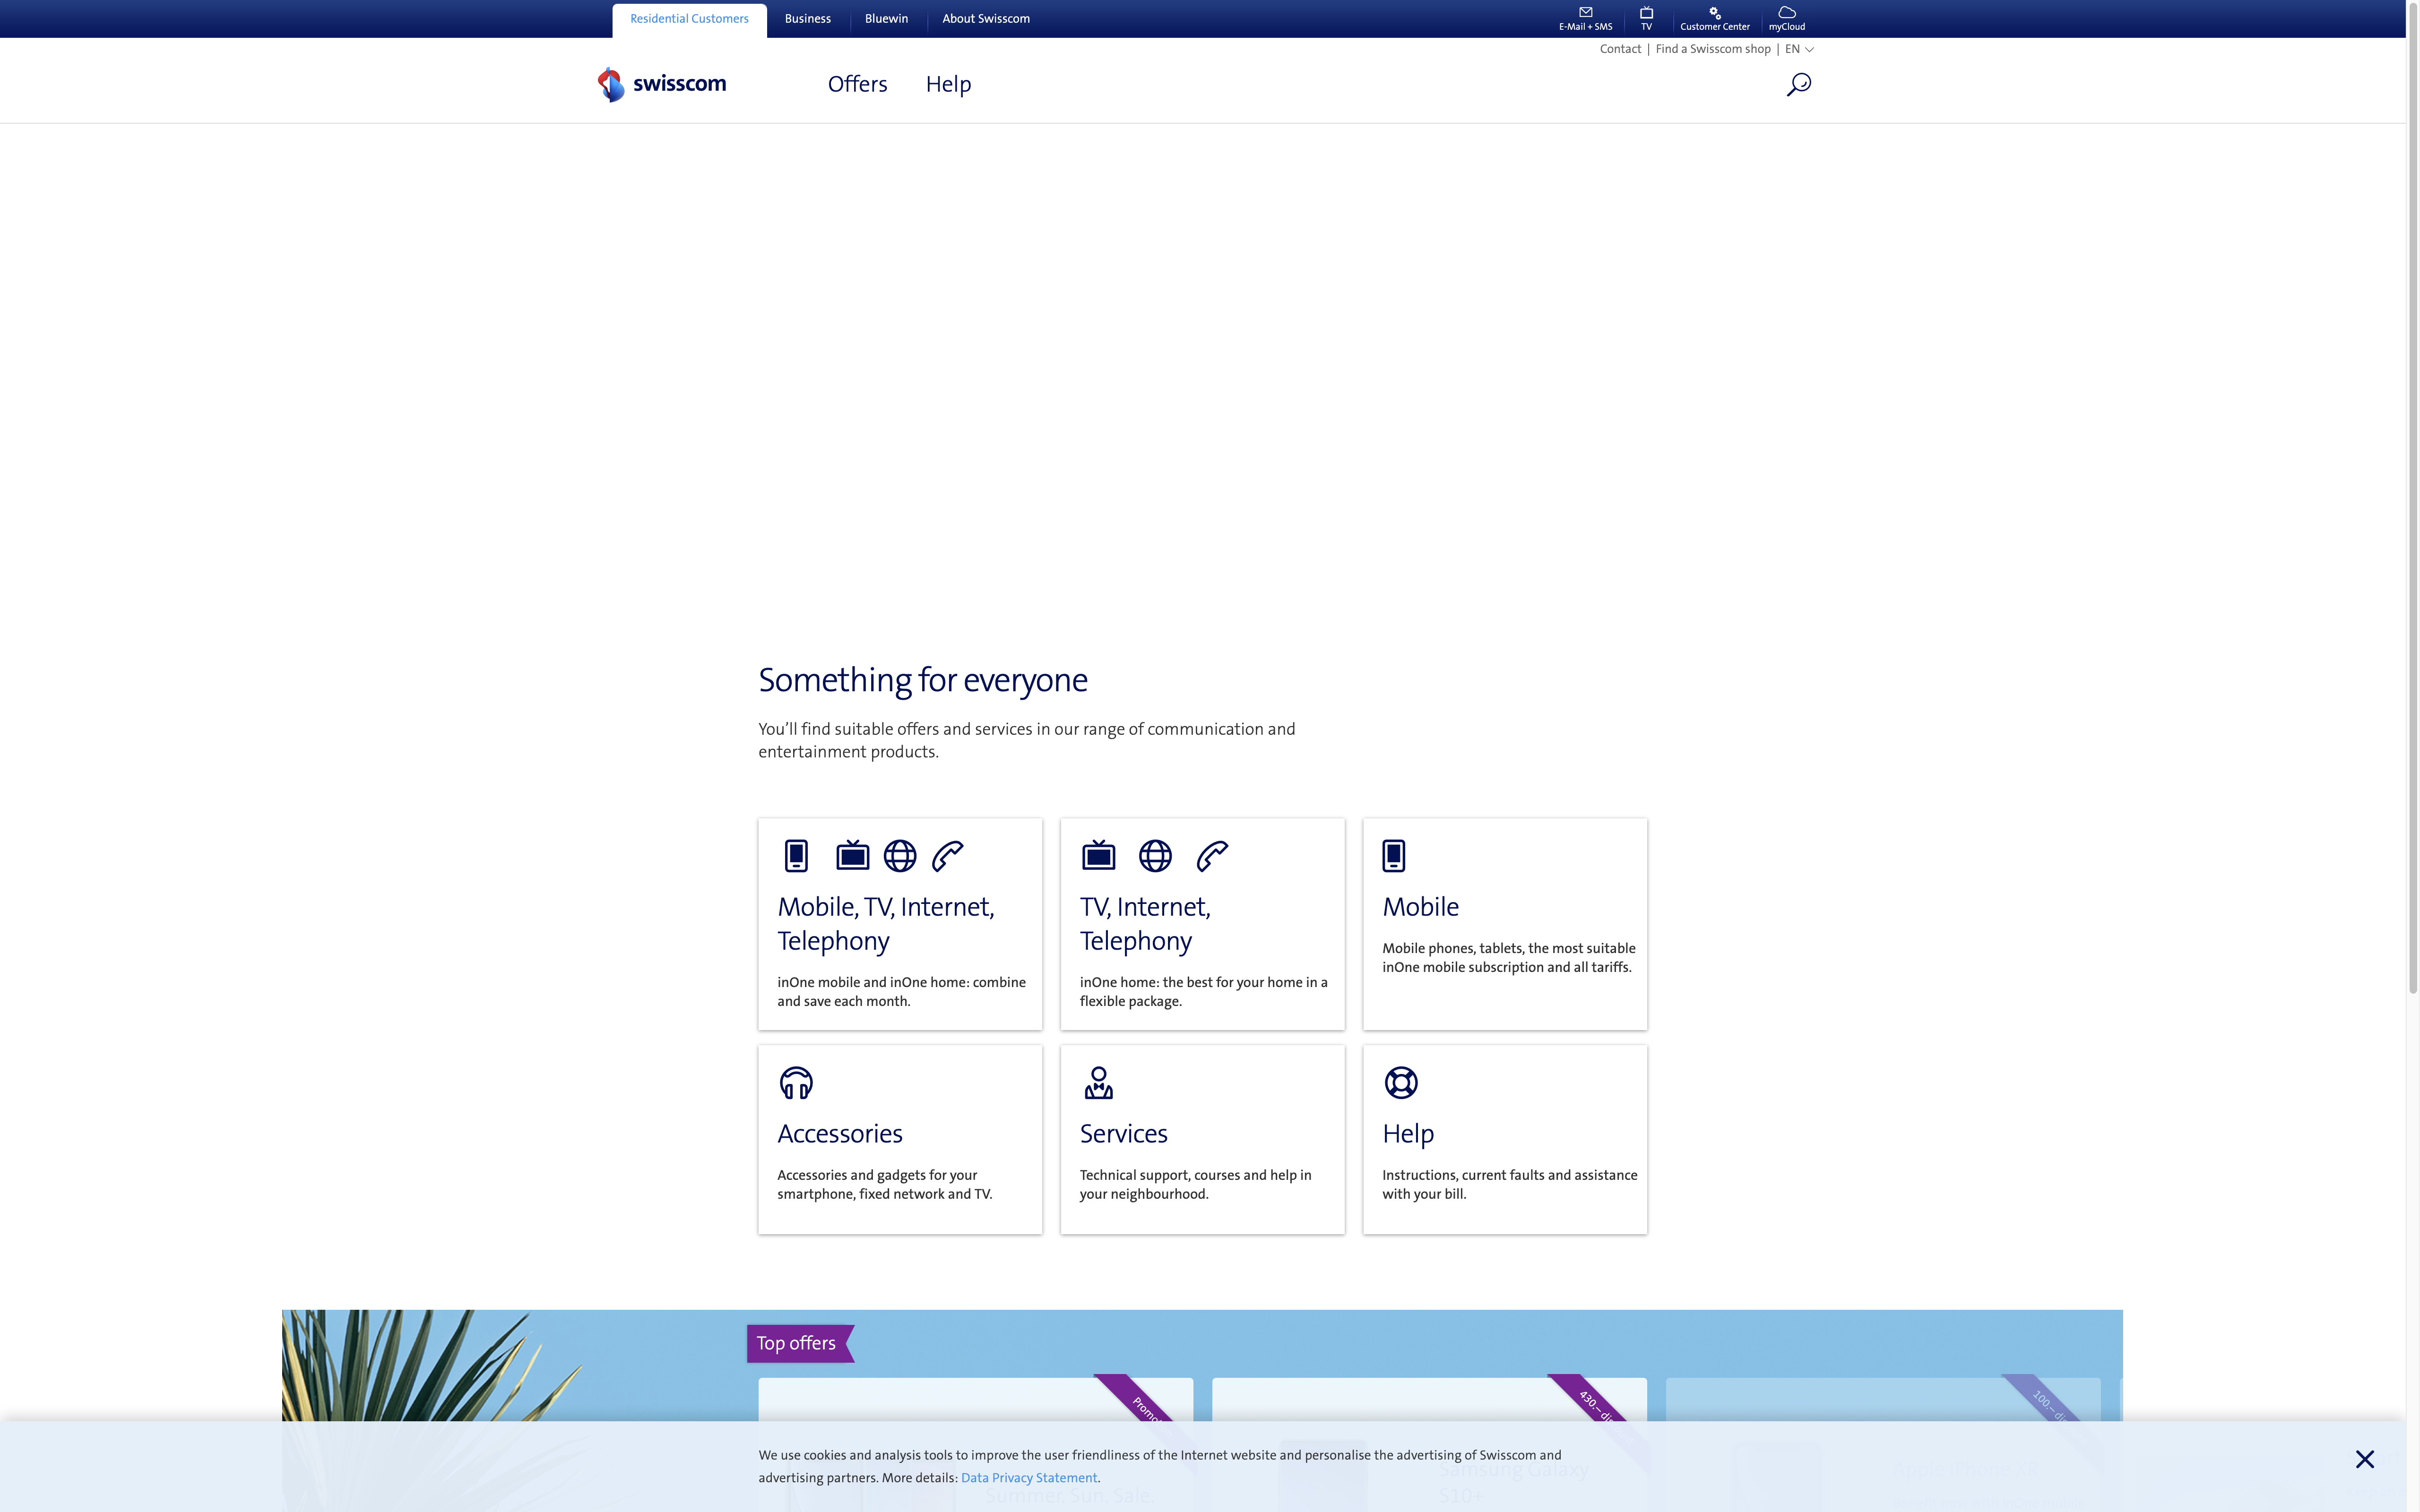 Residential Customers
Business
Bluewin
About Swisscom
E-Mail + SMS
TV
Customer Center
myCloud
Contact | Find a Swisscom shop | EN
swisscom
Offers
Help
Something for everyone
You’ll find suitable offers and services in our range of communication and
entertainment products.
Mobile, TV, Internet,
Telephony
inOne mobile and inOne home: combine
and save each month.
TV, Internet,
Telephony
inOne home: the best for your home in a
flexible package.
Mobile
Mobile phones, tablets, the most suitable
inOne mobile subscription and all tariffs.
Accessories
Accessories and gadgets for your
smartphone, fixed network and TV.
Services
Technical support, courses and help in
your neighbourhood.
Help
Instructions, current faults and assistance
with your bill.
Top offers
430.–
100.–
We use cookies and analysis tools to improve the user friendliness of the Internet website and personalise the advertising of Swisscom and
advertising partners. More details: Data Privacy Statement.
Samsung Galaxy
Summer, Sun, Sale
S10+